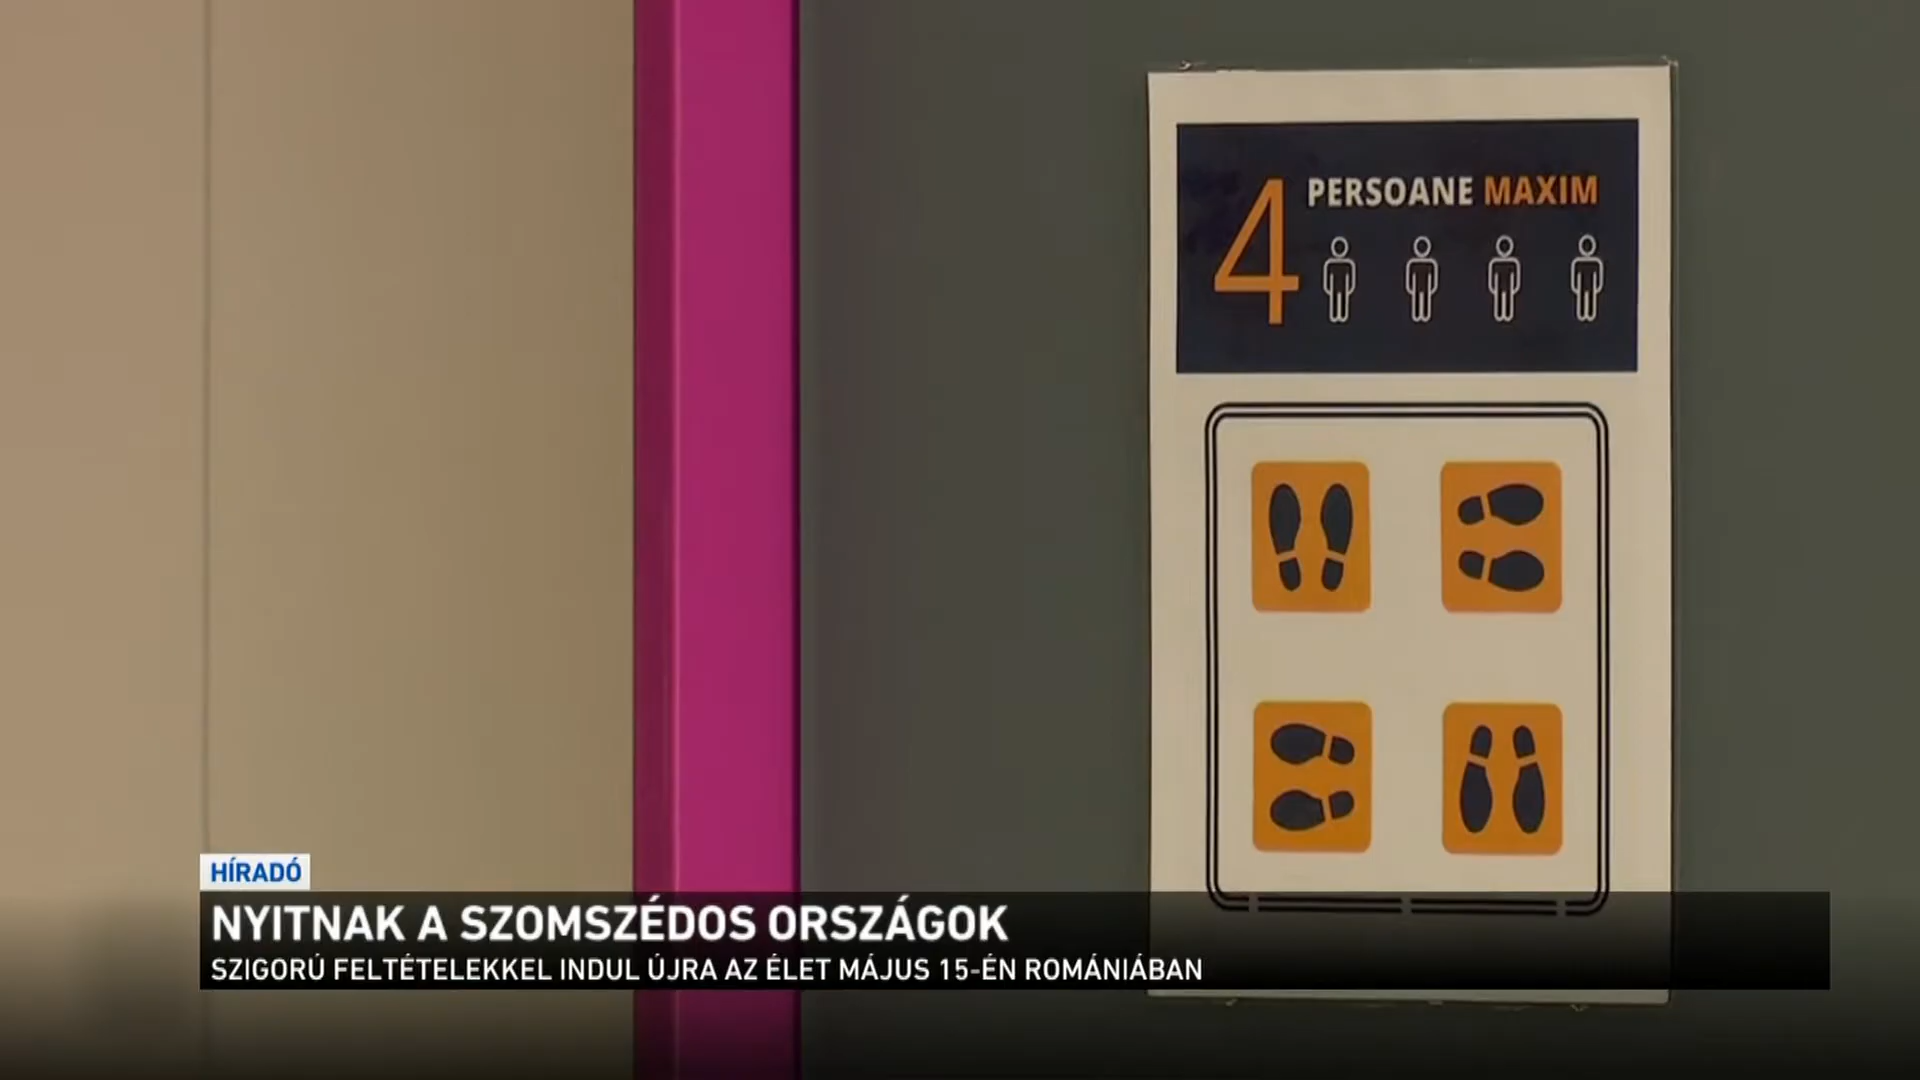 4
PERSOANE MAXIM
HÍRADÓ
NYITNAK A SZOMSZÉDOS ORSZÁGOK
SZIGORÚ FELTÉTELEKKEL INDUL ÚJRA AZ ÉLET MÁJUS 15-ÉN ROMÁNIÁBAN